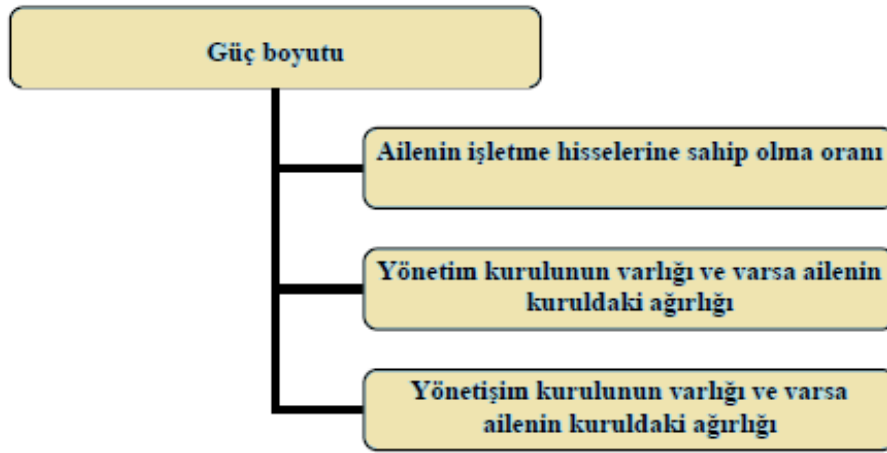 Güç boyutu
Ailenin işletme hisselerine sahip olma oranı
Yönetim kurulunun varlığı ve varsa ailenin
kuruldaki ağırlığı
Yönetişim kurulunun varlığı ve varsa
ailenin kuruldaki ağırlığı